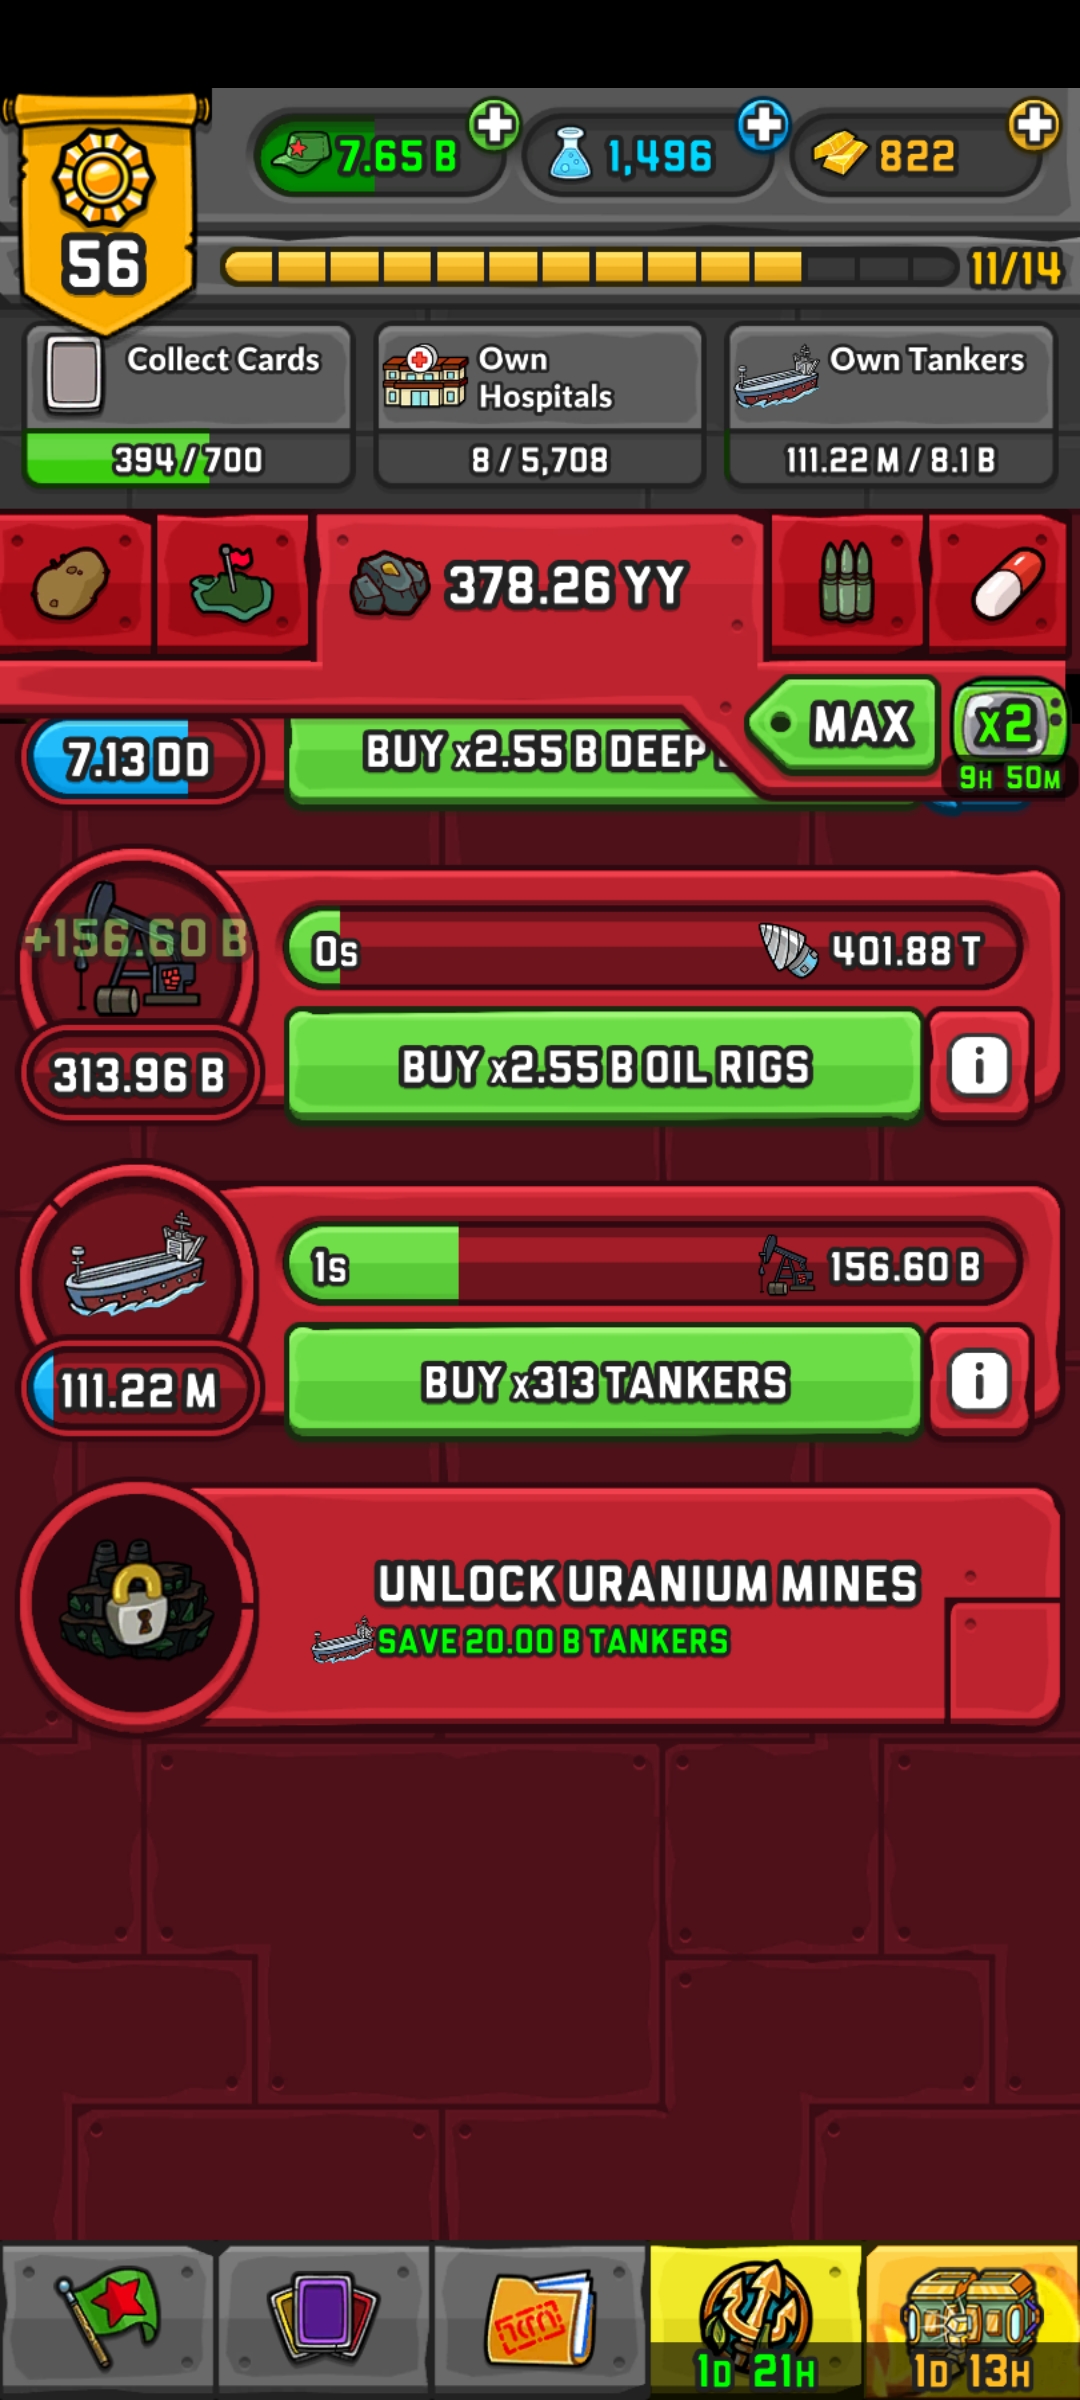 56
7.65 B
1,496
822
11/14
Collect Cards
394 / 700
Own
Hospitals
8 / 5,708
Own Tankers
111.22 M / 8.1 B
378.26 YY
MAX
x2
9H 50M
7.13 DD
BUY x2.55 B DEEP
+156.60 B
0s
401.88 T
313.96 B
BUY x2.55 B OIL RIGS
i
1s
156.60 B
111.22 M
BUY x313 TANKERS
i
UNLOCK URANIUM MINES
SAVE 20.00 B TANKERS
1D 21H
1D 13H